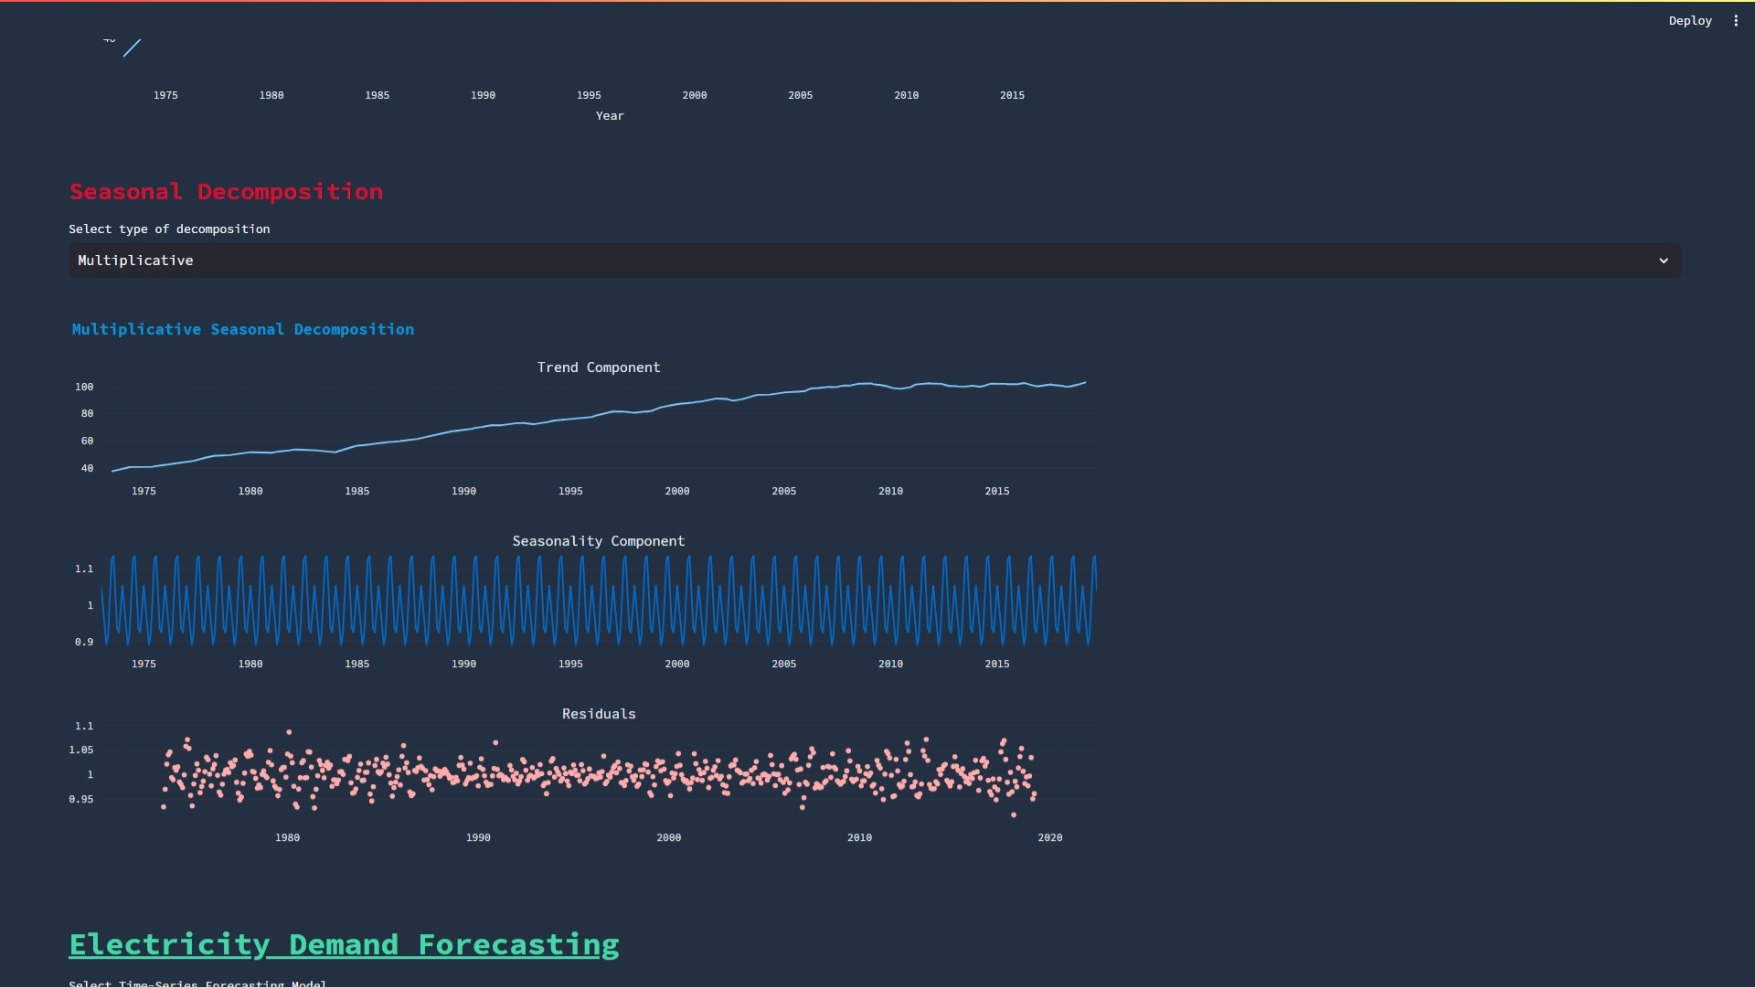 Deploy
1975 1980 1985 1990 1995 2000 2005 2010 2015
Year
Seasonal Decomposition
Select type of decomposition
Multiplicative
Multiplicative Seasonal Decomposition
Trend Component
100
80
60
40
1975 1980 1985 1990 1995 2000 2005 2010 2015
Seasonality Component
1.1
1
0.9
1975 1980 1985 1990 1995 2000 2005 2010 2015
Residuals
1.1
1.05
1
0.95
1980 1990 2000 2010 2020
Electricity Demand Forecasting
Select Time-Series Forecasting Model